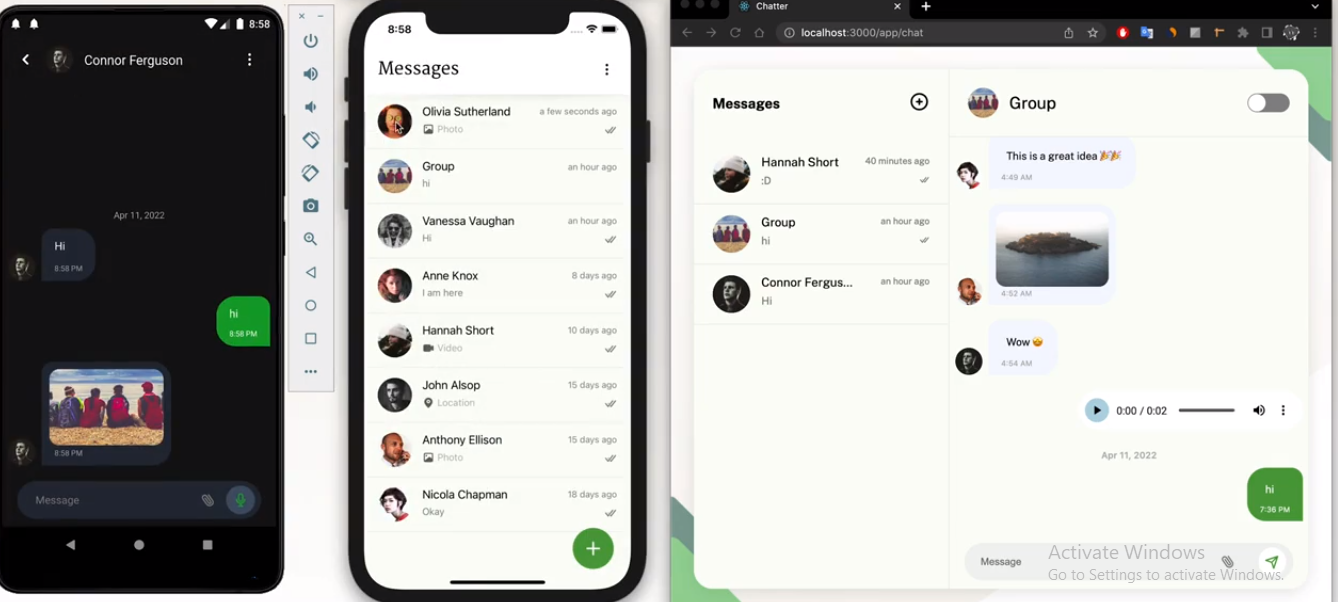 8:58
Connor Ferguson
Apr 11, 2022
Hi
8:58 PM
hi
8:58 PM
8:58 PM
Message
8:58
Messages
Olivia Sutherland a few seconds ago
Photo
Group an hour ago
hi
Vanessa Vaughan an hour ago
Hi
Anne Knox 8 days ago
I am here
Hannah Short 10 days ago
Video
John Alsop 15 days ago
Location
Anthony Ellison 15 days ago
Photo
Nicola Chapman 18 days ago
Okay
Chatter
localhost:3000/app/chat
Messages
Hannah Short 40 minutes ago
:D
Group an hour ago
hi
Connor Fergus... an hour ago
Hi
Group
This is a great idea 🎉🎉
4:49 AM
4:52 AM
Wow 🤩
4:54 AM
0:00 / 0:02
Apr 11, 2022
hi
7:36 PM
Message
Activate Windows
Go to Settings to activate Windows.